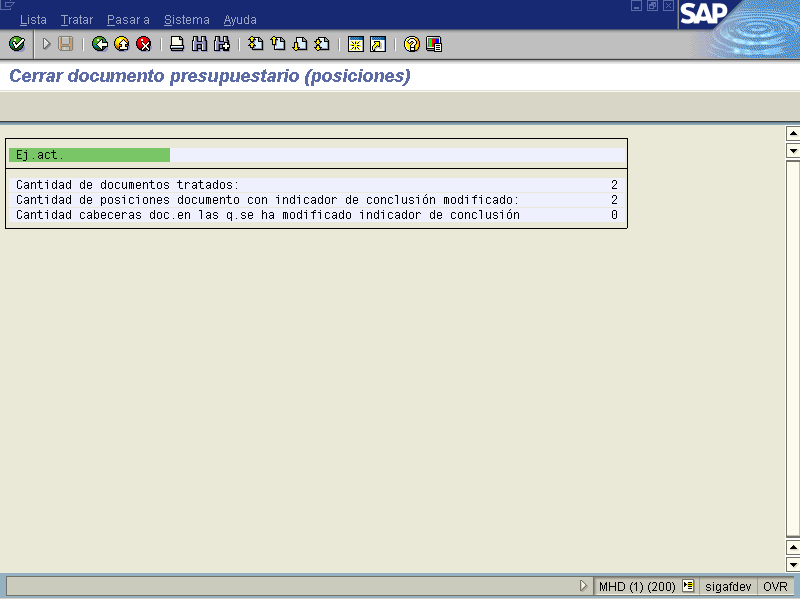 Lista Tratar Pasar a Sistema Ayuda
SAP
Cerrar documento presupuestario (posiciones)
Ej.act.
Cantidad de documentos tratados: 2
Cantidad de posiciones documento con indicador de conclusión modificado: 2
Cantidad cabeceras doc.en las q.se ha modificado indicador de conclusión 0
MHD (1) (200) sigafdev OVR